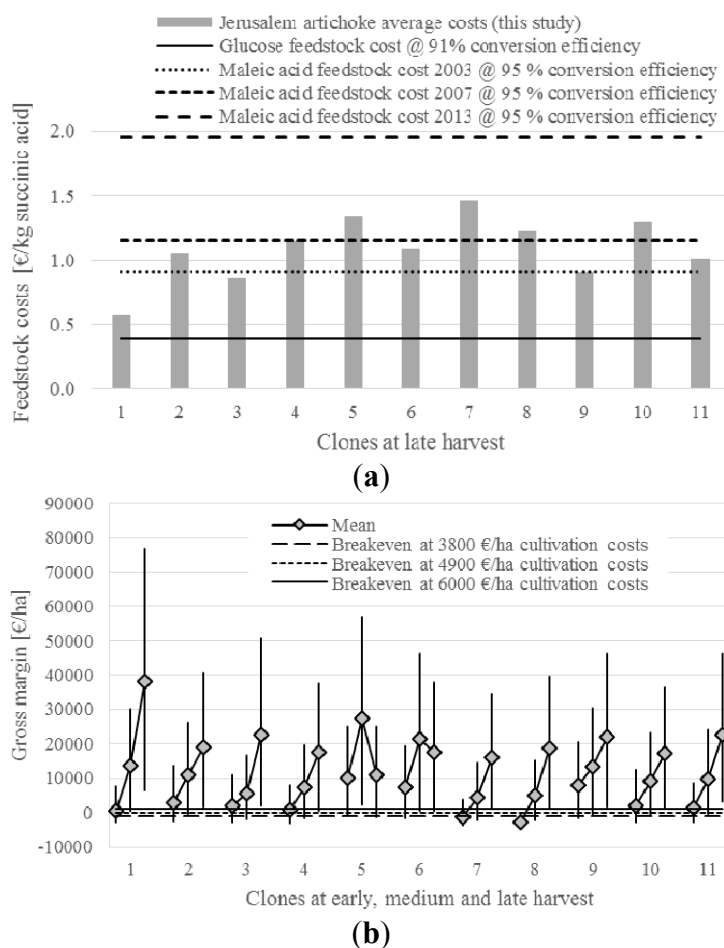 Jerusalem artichoke average costs (this study)
Glucose feedstock cost @ 91% conversion efficiency
Maleic acid feedstock cost 2003 @ 95 % conversion efficiency
Maleic acid feedstock cost 2007 @ 95 % conversion efficiency
Maleic acid feedstock cost 2013 @ 95 % conversion efficiency
Feedstock costs [€/kg succinic acid]
2.0
1.5
1.0
0.5
0.0
1 2 3 4 5 6 7 8 9 10 11
Clones at late harvest
(a)
Gross margin [€/ha]
90000
80000
70000
60000
50000
40000
30000
20000
10000
0
-10000
Mean
Breakeven at 3800 €/ha cultivation costs
Breakeven at 4900 €/ha cultivation costs
Breakeven at 6000 €/ha cultivation costs
1 2 3 4 5 6 7 8 9 10 11
Clones at early, medium and late harvest
(b)